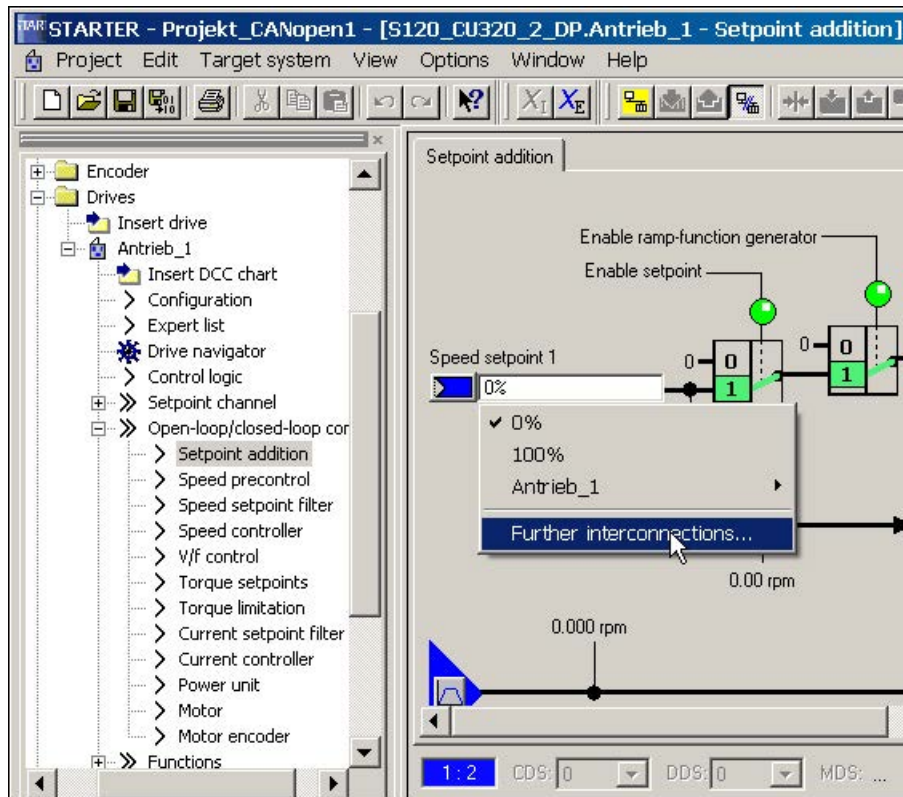 STARTER - Projekt_CANopen1 - [S120_CU320_2_DP.Antrieb_1 - Setpoint addition]
Project Edit Target system View Options Window Help
Encoder
Drives
Insert drive
Antrieb_1
Insert DCC chart
Configuration
Expert list
Drive navigator
Control logic
Setpoint channel
Open-loop/closed-loop cor
Setpoint addition
Speed precontrol
Speed setpoint filter
Speed controller
V/f control
Torque setpoints
Torque limitation
Current setpoint filter
Current controller
Power unit
Motor
Motor encoder
Functions
Setpoint addition
Enable ramp-function generator
Enable setpoint
Speed setpoint 1
0 0
0 0
0%
1
1
0%
100%
Antrieb_1
Further interconnections...
0.00 rpm
0.000 rpm
1 : 2 CDS: 0 DDS: 0 MDS: ...